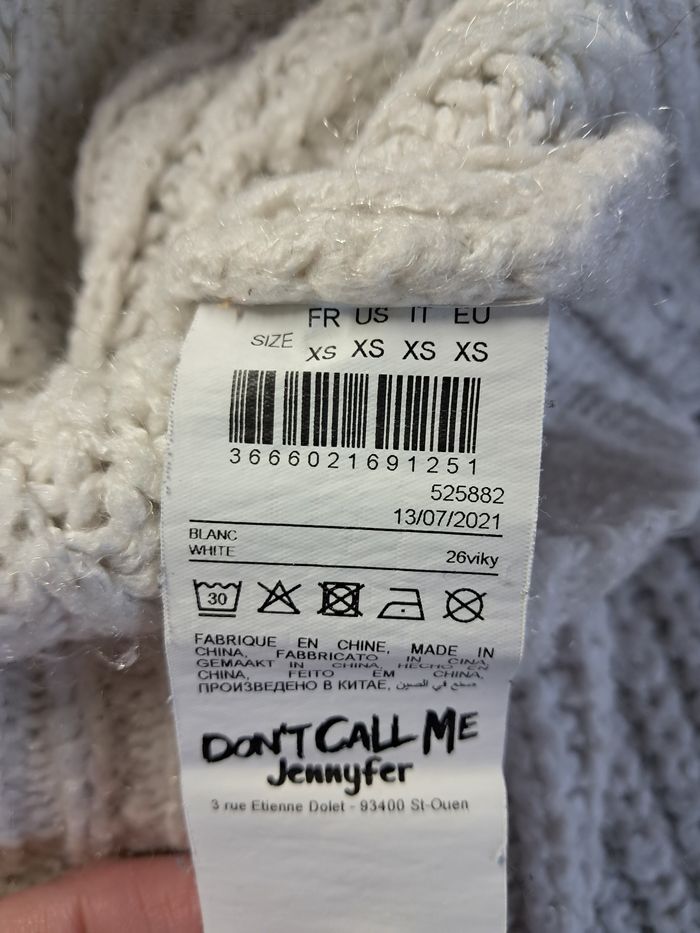 FR US IT EU
SIZE XS XS XS XS
3666021691251
525882
13/07/2021
BLANC
WHITE 26viky
30
FABRIQUE EN CHINE, MADE IN
CHINA, FABBRICATO IN CINA,
GEMAAKT IN CHINA, HECHO EN
CHINA, FEITO EM CHINA,
ПРОИЗВЕДЕНО В КИТАЕ, صنع في الصين
DON'T CALL ME
Jennyfer
3 rue Etienne Dolet - 93400 St-Ouen